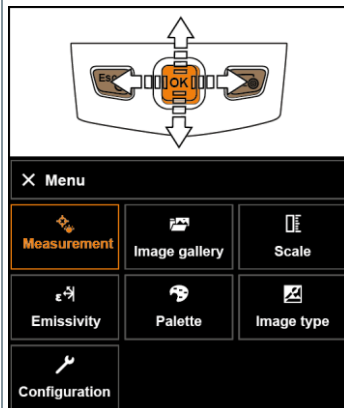 Esc OK
× Menu
Measurement Image gallery Scale
ε Emissivity Palette Image type
Configuration